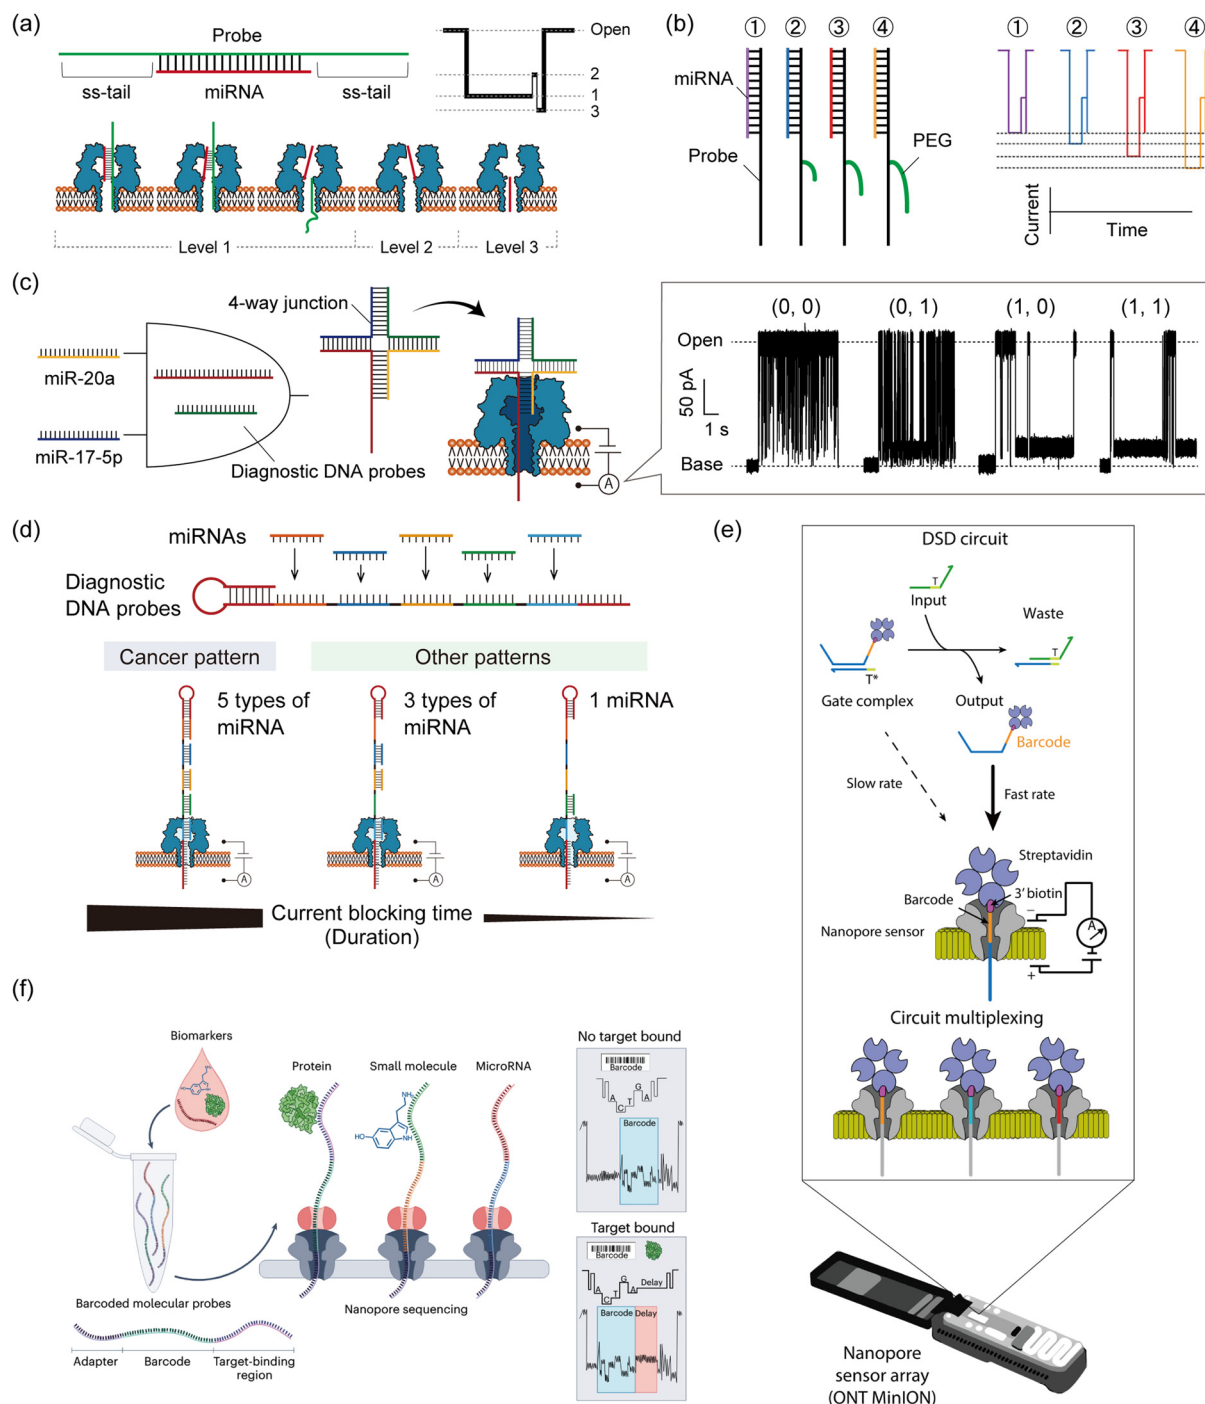 (a)
Probe
ss-tail
miRNA
ss-tail
Open
2
1
3
Level 1
Level 2
Level 3
(b)
① ② ③ ④
miRNA
Probe
PEG
① ② ③ ④
Current
Time
(c)
miR-20a
miR-17-5p
Diagnostic DNA probes
4-way junction
A
(0, 0) (0, 1) (1, 0) (1, 1)
Open
50 pA
1 s
Base
(d)
miRNAs
Diagnostic
DNA probes
Cancer pattern
Other patterns
5 types of
miRNA
3 types of
miRNA
1 miRNA
A
A
A
Current blocking time
(Duration)
(e)
DSD circuit
T
Input
Waste
T
T*
Gate complex
Output
Barcode
Slow rate
Fast rate
Streptavidin
3' biotin
Barcode
Nanopore sensor
−
A
+
Circuit multiplexing
Nanopore
sensor array
(ONT MinION)
(f)
Biomarkers
Barcoded molecular probes
Adapter
Barcode
Target-binding
region
Protein
Small molecule
MicroRNA
NH₂
HO
NH
Nanopore sequencing
No target bound
Barcode
A
C
T
G
A
Barcode
Target bound
Barcode
A
C
T
G
A
Delay
Barcode
Delay